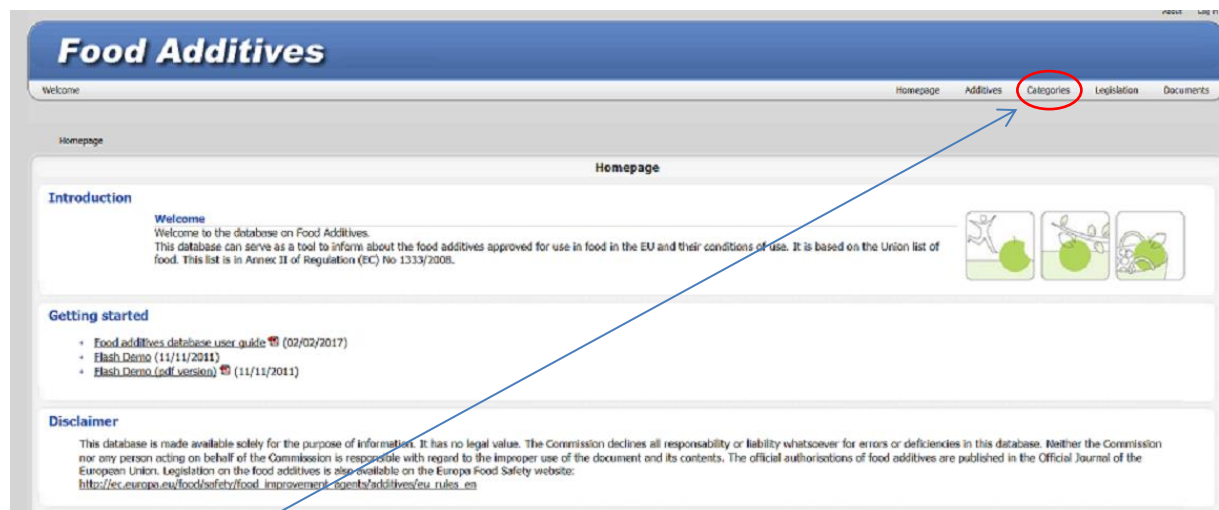 About Log in
Food Additives
Welcome Homepage Additives Categories Legislation Documents
Homepage
Homepage
Introduction
Welcome
Welcome to the database on Food Additives.
This database can serve as a tool to inform about the food additives approved for use in food in the EU and their conditions of use. It is based on the Union list of
food. This list is in Annex II of Regulation (EC) No 1333/2008.
Getting started
Food additives database user guide (02/02/2017)
Flash Demo (11/11/2011)
Flash Demo (pdf version) (11/11/2011)
Disclaimer
This database is made available solely for the purpose of information. It has no legal value. The Commission declines all responsability or liability whatsoever for errors or deficiencies in this database. Neither the Commission
nor any person acting on behalf of the Commission is responsible with regard to the improper use of the document and its contents. The official authorisations of food additives are published in the Official Journal of the
European Union. Legislation on the food additives is also available on the Europa Food Safety website:
http://ec.europa.eu/food/safety/food_improvement_agents/additives/eu_rules_en